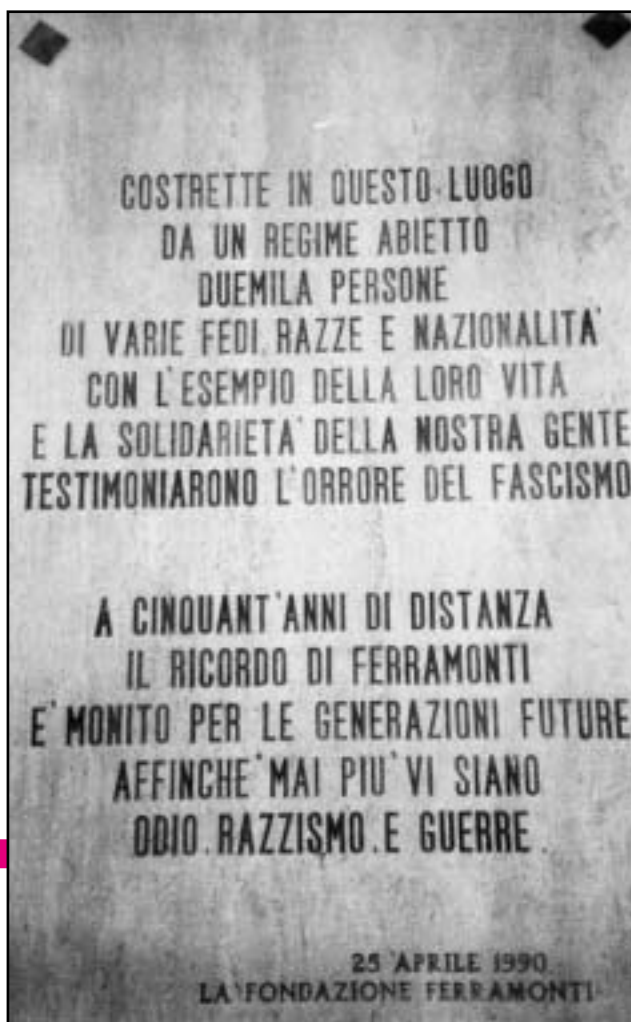 COSTRETTE IN QUESTO LUOGO
DA UN REGIME ABIETTO
DUEMILA PERSONE
DI VARIE FEDI, RAZZE E NAZIONALITA'
CON L'ESEMPIO DELLA LORO VITA
E LA SOLIDARIETA' DELLA NOSTRA GENTE
TESTIMONIARONO L'ORRORE DEL FASCISMO
A CINQUANT'ANNI DI DISTANZA
IL RICORDO DI FERRAMONTI
E' MONITO PER LE GENERAZIONI FUTURE
AFFINCHE' MAI PIU' VI SIANO
ODIO. RAZZISMO. E GUERRE.
25 APRILE 1990
LA FONDAZIONE FERRAMONTI